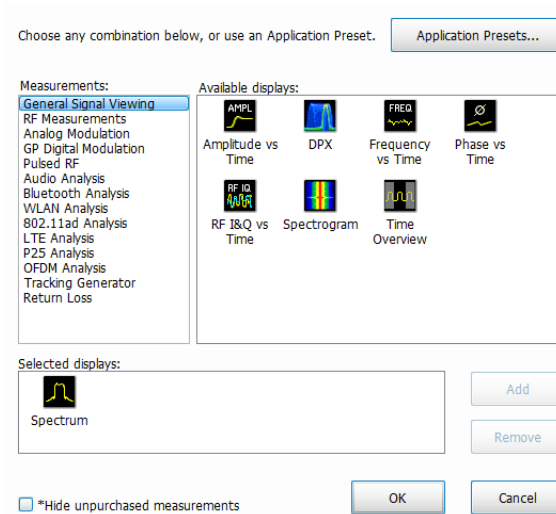 Choose any combination below, or use an Application Preset.
Application Presets...
Measurements:
General Signal Viewing
RF Measurements
Analog Modulation
GP Digital Modulation
Pulsed RF
Audio Analysis
Bluetooth Analysis
WLAN Analysis
802.11ad Analysis
LTE Analysis
P25 Analysis
OFDM Analysis
Tracking Generator
Return Loss
Available displays:
AMPL
Amplitude vs
Time
DPX
FREQ
Frequency
vs Time
Ø
Phase vs
Time
RF IQ
RF I&Q vs
Time
Spectrogram
Time
Overview
Selected displays:
Spectrum
Add
Remove
*Hide unpurchased measurements
OK
Cancel